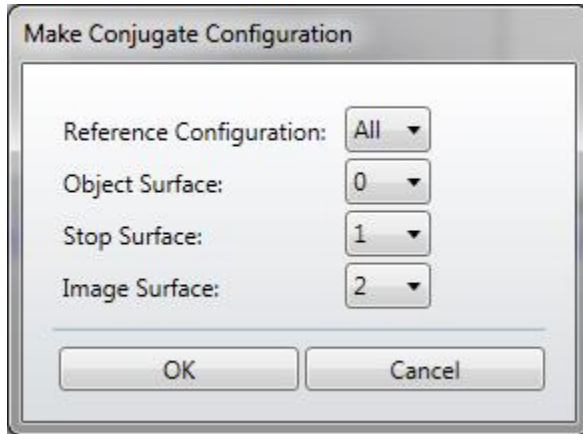 Make Conjugate Configuration
Reference Configuration: All
Object Surface: 0
Stop Surface: 1
Image Surface: 2
OK Cancel